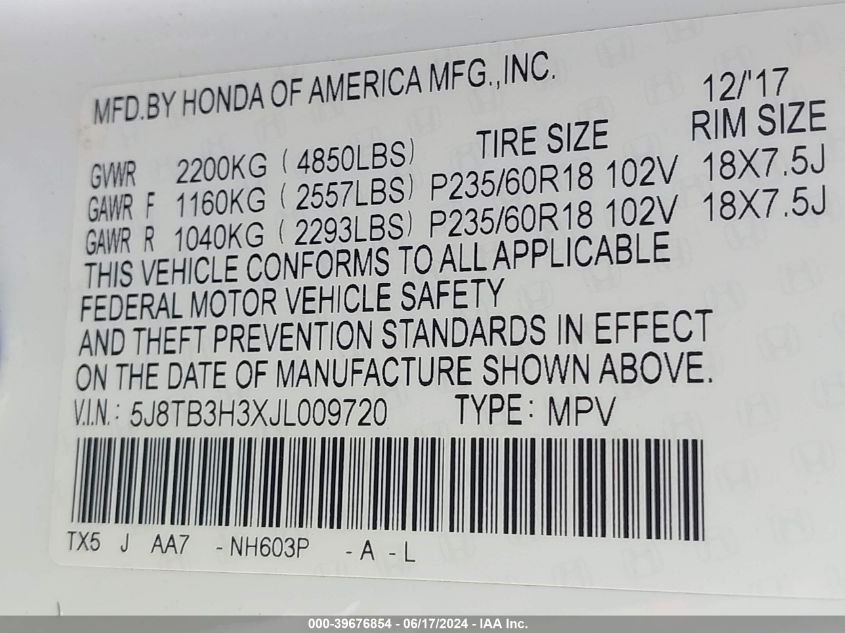 MFD.BY HONDA OF AMERICA MFG.,INC.
12/'17
TIRE SIZE RIM SIZE
GVWR 2200KG ( 4850LBS)
GAWR F 1160KG ( 2557LBS) P235/60R18 102V 18X7.5J
GAWR R 1040KG ( 2293LBS) P235/60R18 102V 18X7.5J
THIS VEHICLE CONFORMS TO ALL APPLICABLE
FEDERAL MOTOR VEHICLE SAFETY
AND THEFT PREVENTION STANDARDS IN EFFECT
ON THE DATE OF MANUFACTURE SHOWN ABOVE.
V.I.N.: 5J8TB3H3XJL009720 TYPE: MPV
TX5 J AA7 -NH603P -A -L
000-39676854 - 06/17/2024 - IAA Inc.